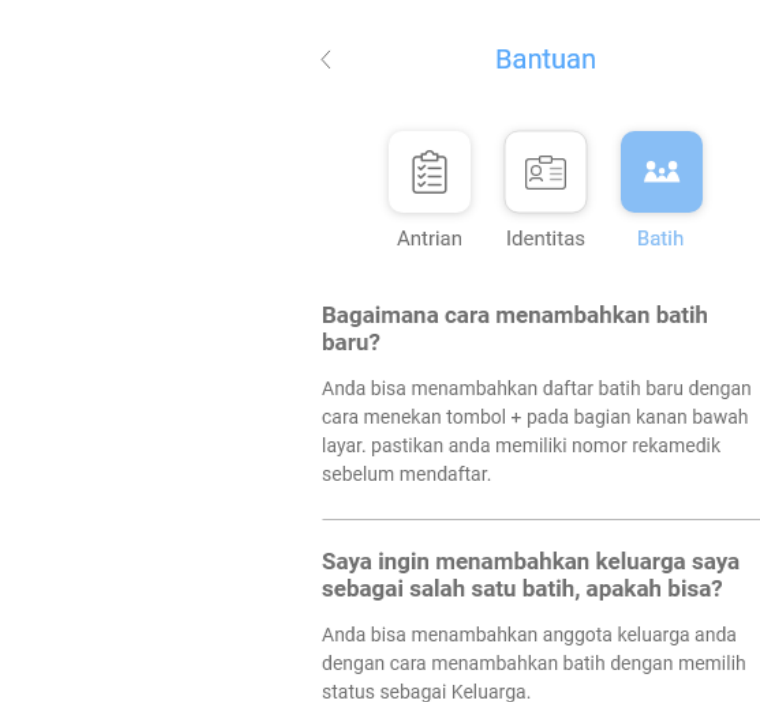 Bantuan
Antrian
Identitas
Batih
Bagaimana cara menambahkan batih
baru?
Anda bisa menambahkan daftar batih baru dengan
cara menekan tombol + pada bagian kanan bawah
layar. pastikan anda memiliki nomor rekamedik
sebelum mendaftar.
Saya ingin menambahkan keluarga saya
sebagai salah satu batih, apakah bisa?
Anda bisa menambahkan anggota keluarga anda
dengan cara menambahkan batih dengan memilih
status sebagai Keluarga.